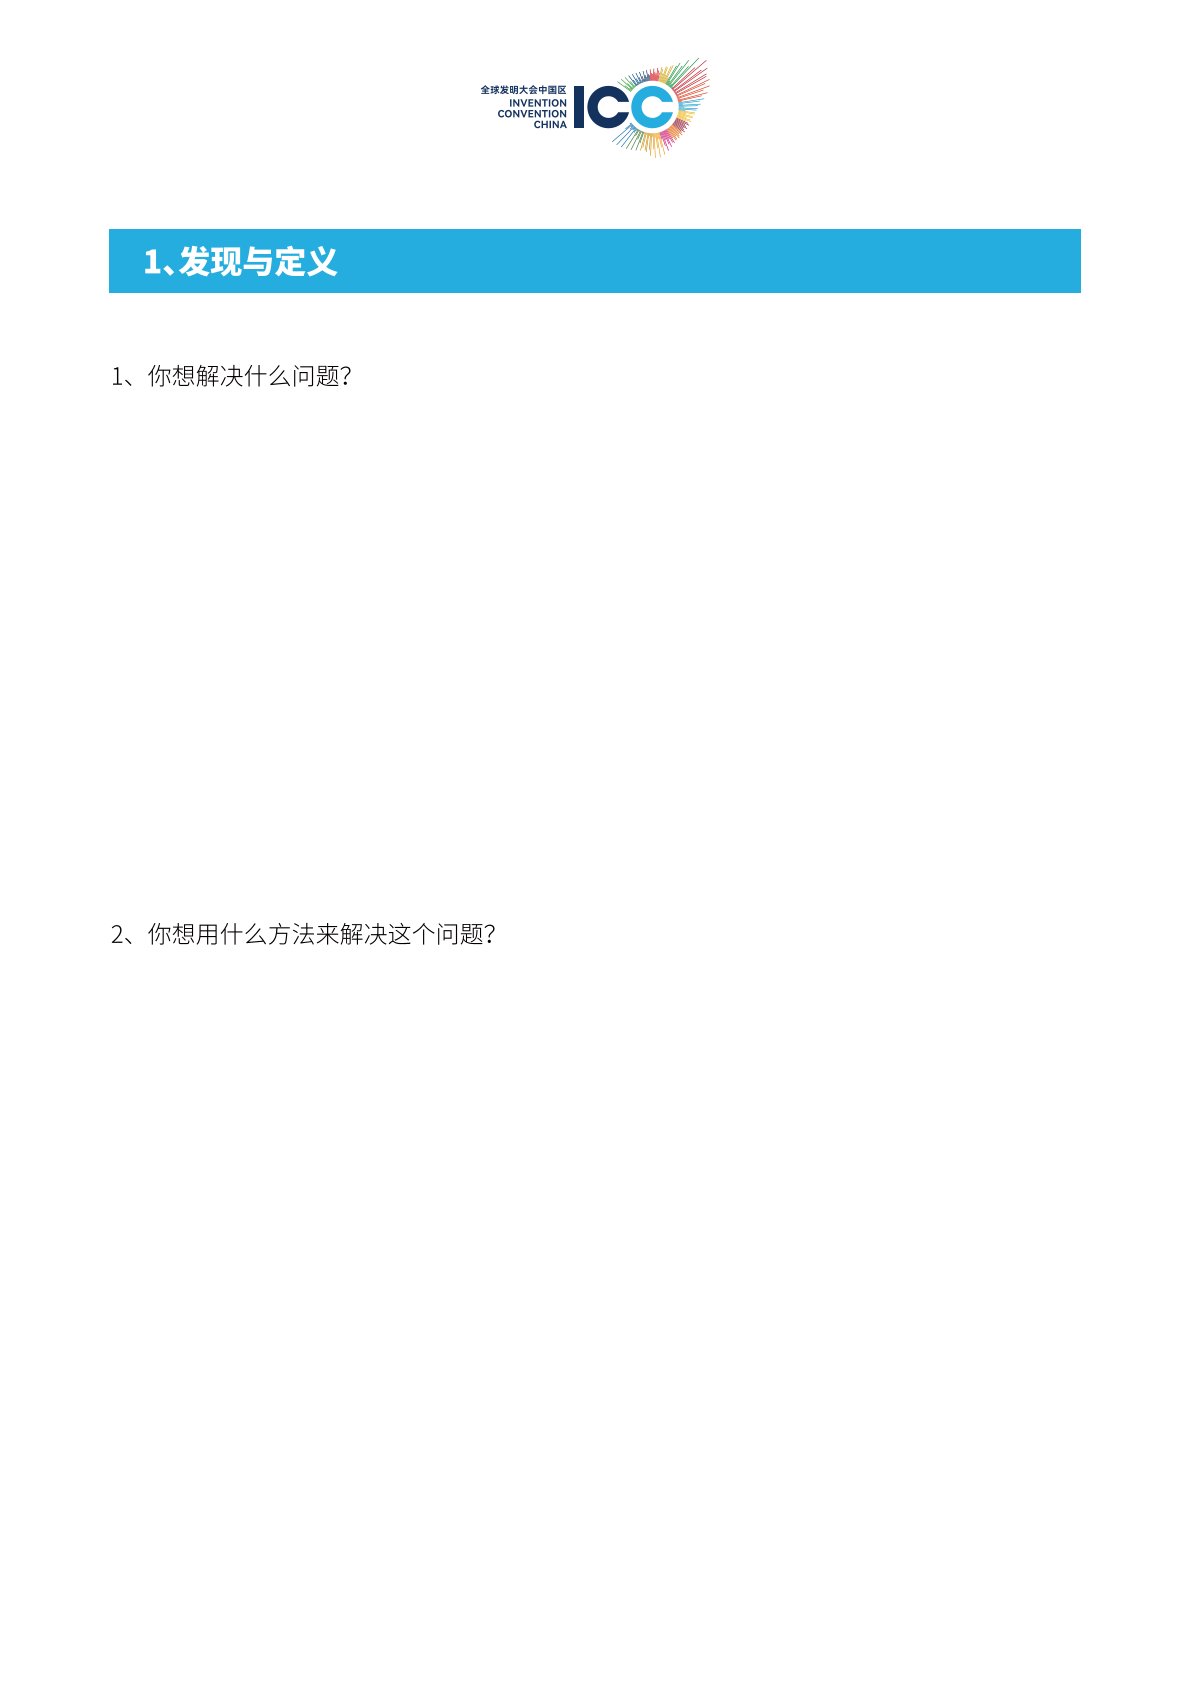 全球发明大会中国区
INVENTION
CONVENTION
CHINA
ICC
1、发现与定义
1、你想解决什么问题？
2、你想用什么方法来解决这个问题？